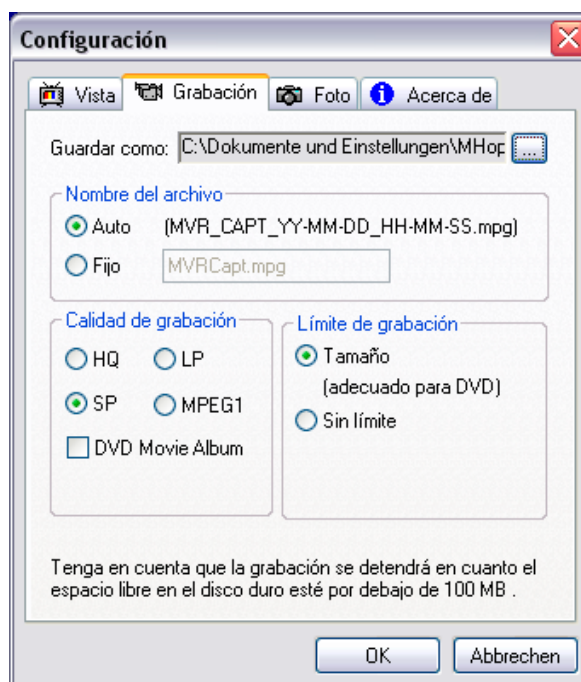 Configuración
Vista Grabación Foto Acerca de
Guardar como: C:\Dokumente und Einstellungen\MHop ...
Nombre del archivo
Auto (MVR_CAPT_YY-MM-DD_HH-MM-SS.mpg)
Fijo MVRCapt.mpg
Calidad de grabación
HQ LP
SP MPEG1
DVD Movie Album
Límite de grabación
Tamaño
(adecuado para DVD)
Sin límite
Tenga en cuenta que la grabación se detendrá en cuanto el
espacio libre en el disco duro esté por debajo de 100 MB .
OK Abbrechen